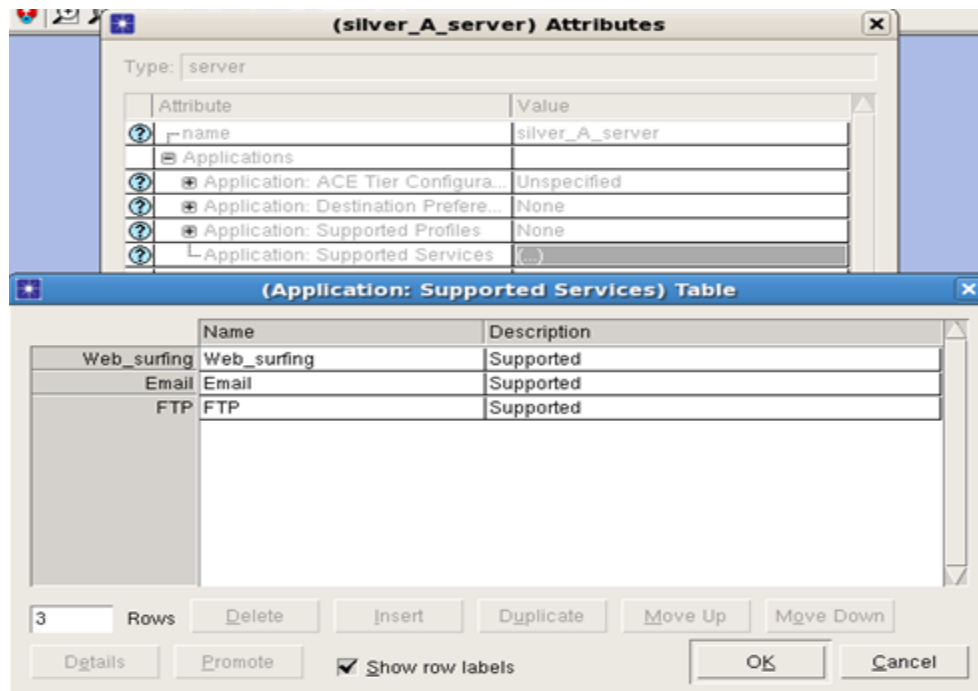 (silver_A_server) Attributes
Type: server
Attribute Value
name silver_A_server
Applications
Application: ACE Tier Configura... Unspecified
Application: Destination Prefere... None
Application: Supported Profiles None
Application: Supported Services (...)
(Application: Supported Services) Table
Name Description
Web_surfing Web_surfing Supported
Email Email Supported
FTP FTP Supported
3 Rows Delete Insert Duplicate Move Up Move Down
Details Promote Show row labels OK Cancel